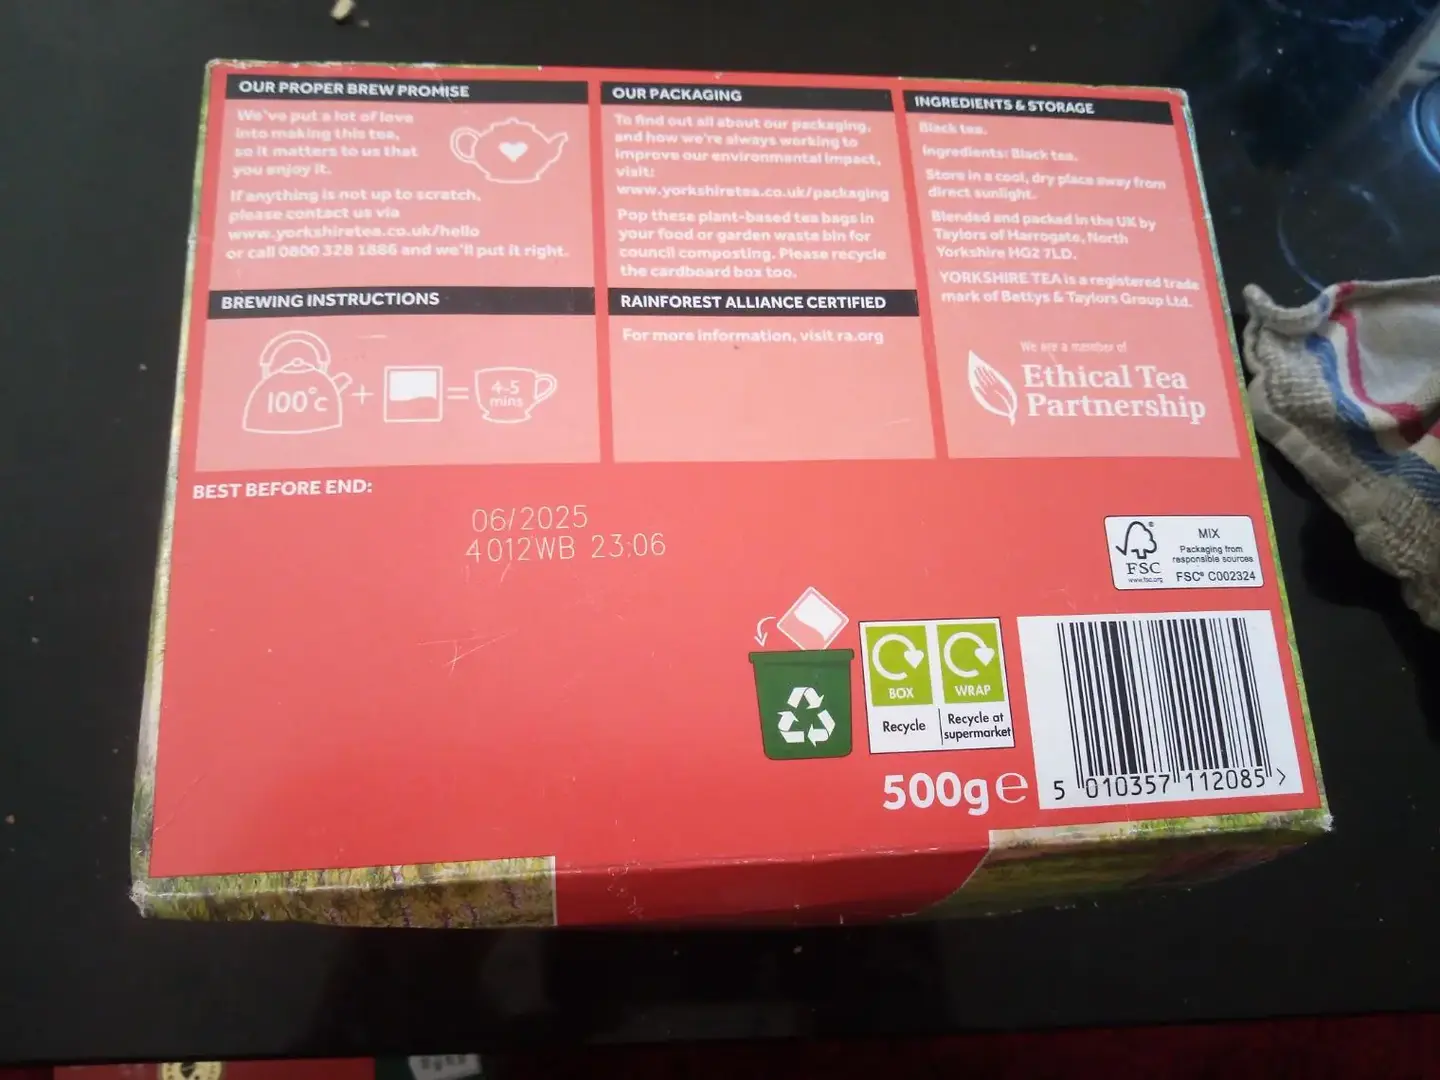 OUR PROPER BREW PROMISE
We've put a lot of love
into making this tea,
so it matters to us that
you enjoy it.
If anything is not up to scratch,
please contact us via
www.yorkshiretea.co.uk/hello
or call 0800 328 1886 and we'll put it right.
BREWING INSTRUCTIONS
100°c + = 4-5
mins
OUR PACKAGING
To find out all about our packaging,
and how we're always working to
improve our environmental impact,
visit:
www.yorkshiretea.co.uk/packaging
Pop these plant-based tea bags in
your food or garden waste bin for
council composting. Please recycle
the cardboard box too.
RAINFOREST ALLIANCE CERTIFIED
For more information, visit ra.org
INGREDIENTS & STORAGE
Black tea.
Ingredients: Black tea.
Store in a cool, dry place away from
direct sunlight.
Blended and packed in the UK by
Taylors of Harrogate, North
Yorkshire HG2 7LD.
YORKSHIRE TEA is a registered trade
mark of Bettys & Taylors Group Ltd.
We are a member of
Ethical Tea
Partnership
BEST BEFORE END:
06/2025
4012WB 23:06
FSC
www.fsc.org
MIX
Packaging from
responsible sources
FSC® C002324
BOX
Recycle
WRAP
Recycle at
supermarket
500g e
5 010357 112085 >